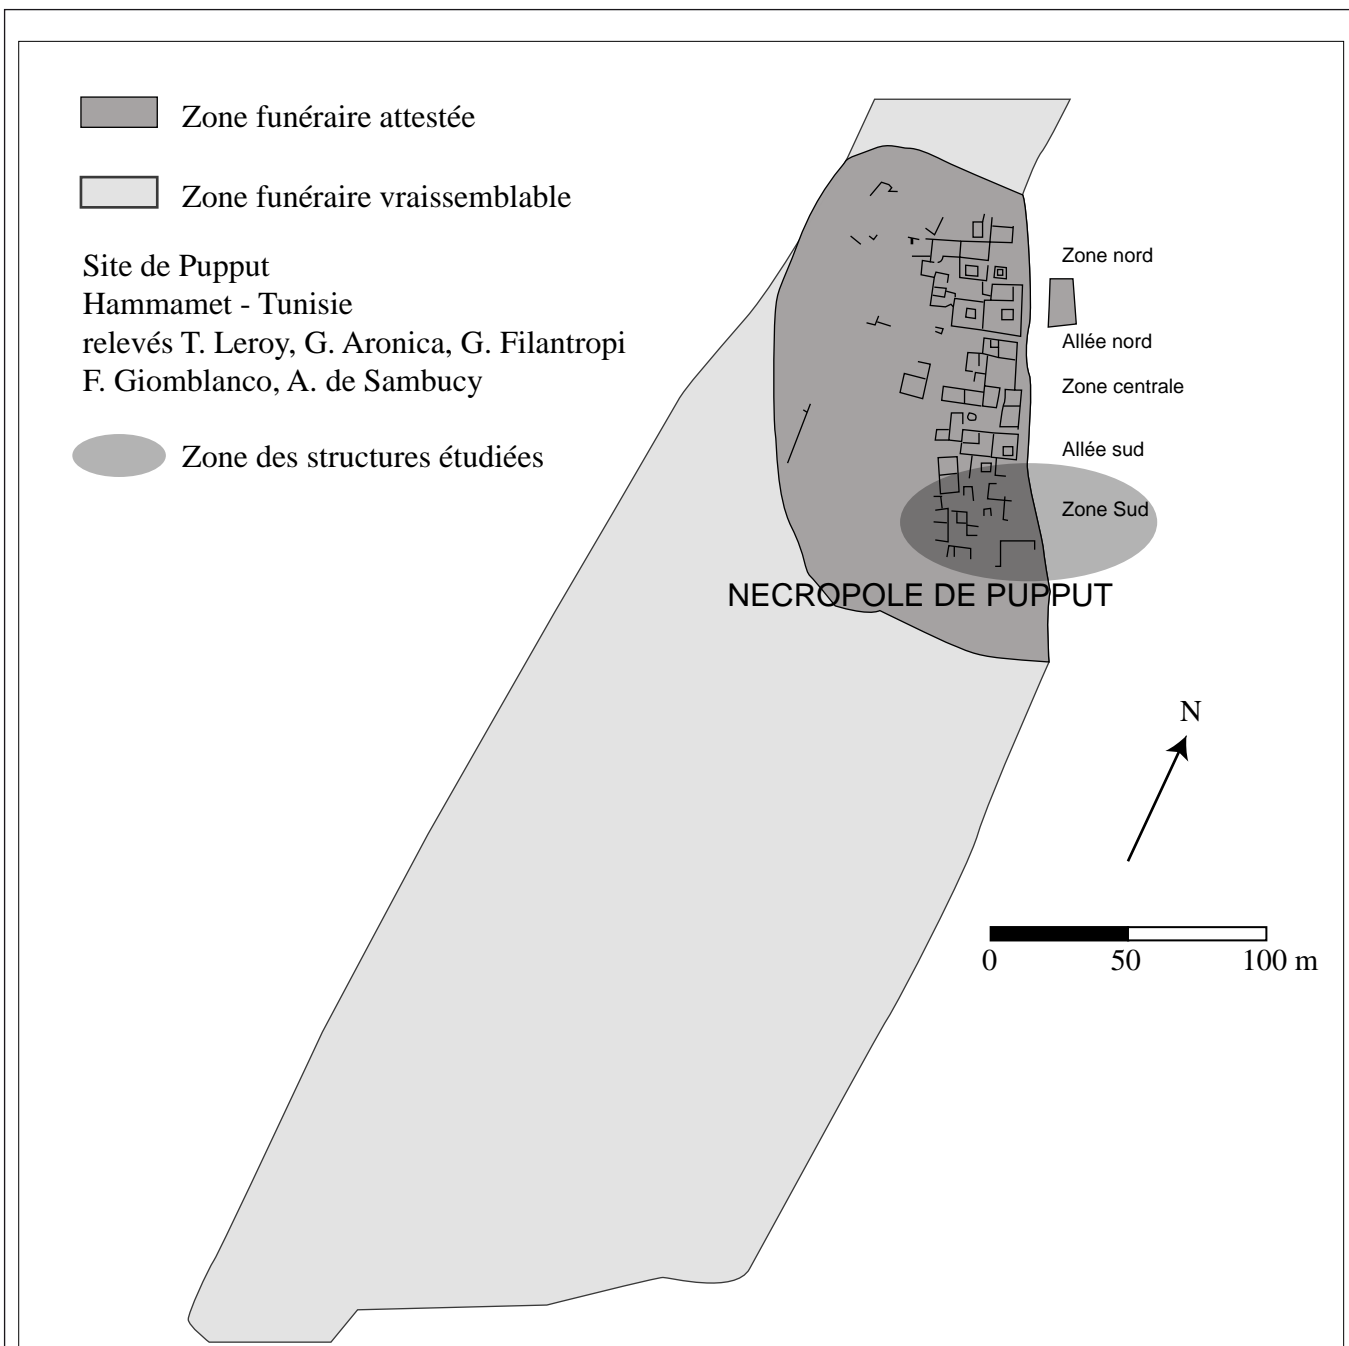 Zone funéraire attestée
Zone funéraire vraissemblable
Site de Pupput
Hammamet - Tunisie
relevés T. Leroy, G. Aronica, G. Filantropi
F. Giomblanco, A. de Sambucy
Zone des structures étudiées
Zone nord
Allée nord
Zone centrale
Allée sud
Zone Sud
NECROPOLE DE PUPPUT
N
0 50 100 m